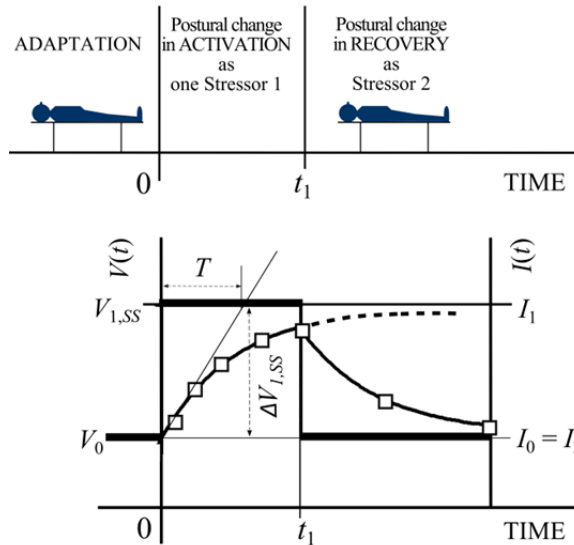 ADAPTATION
Postural change
in ACTIVATION
as
one Stressor 1
Postural change
in RECOVERY
as
Stressor 2
0
t1
TIME
V(t)
I(t)
T
V1,SS
I1
ΔV1,SS
V0
I0 = I
0
t1
TIME